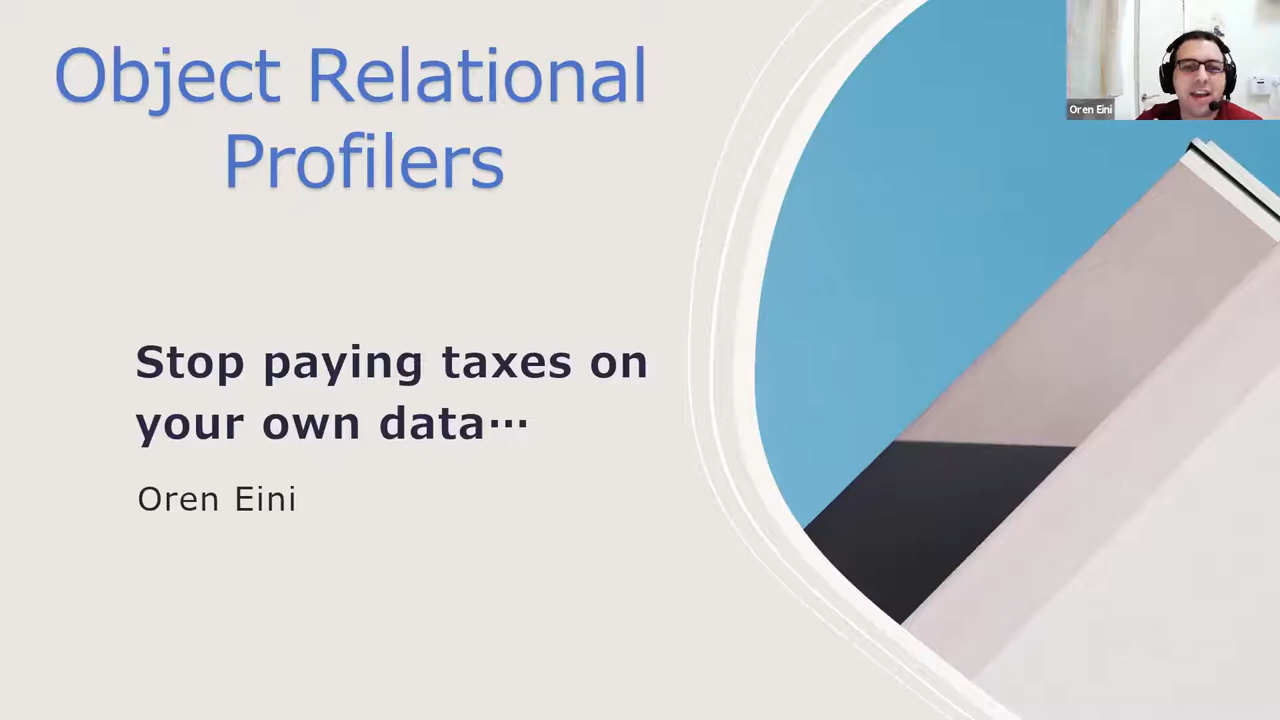 Object Relational
Profilers
Stop paying taxes on
your own data…
Oren Eini
Oren Eini